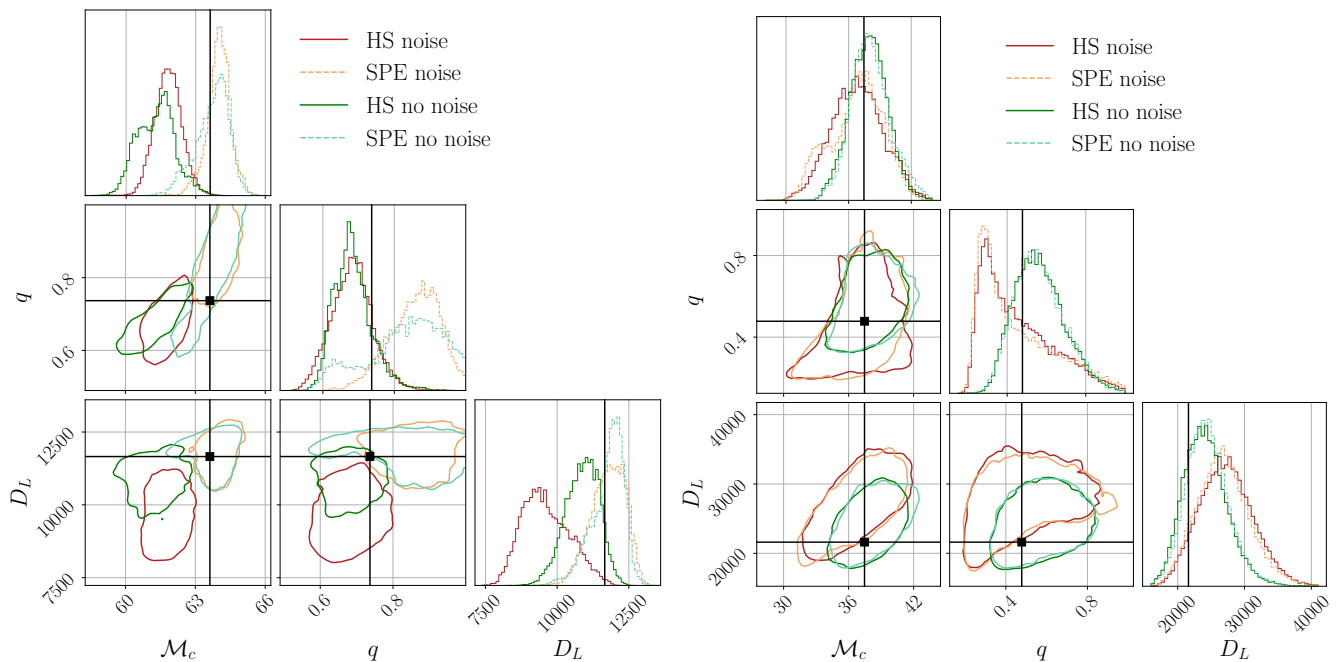 HS noise
SPE noise
HS no noise
SPE no noise
q
0.8
0.6
D_L
12500
10000
7500
60
63
66
M_c
0.6
0.8
q
7500
10000
12500
D_L
HS noise
SPE noise
HS no noise
SPE no noise
q
0.8
0.4
D_L
40000
30000
20000
30
36
42
M_c
0.4
0.8
q
20000
30000
40000
D_L